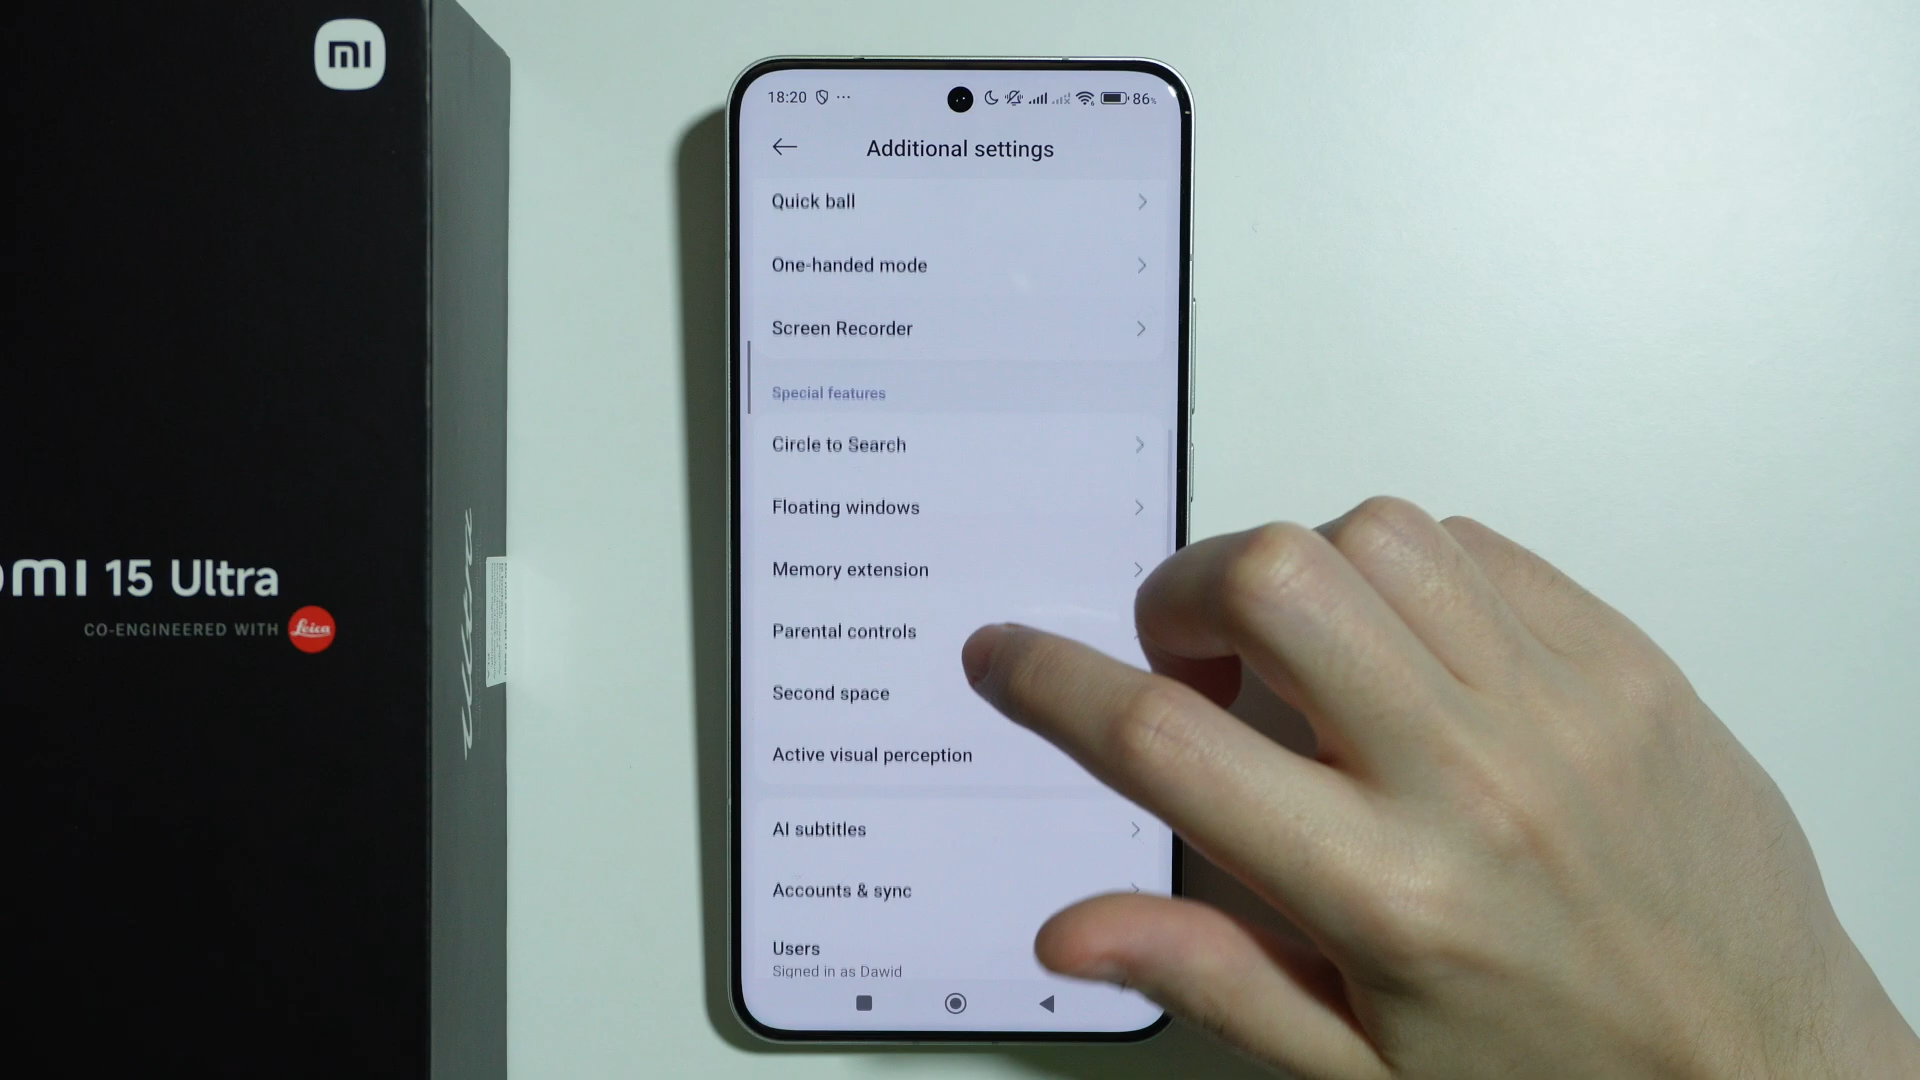 mi
omi 15 Ultra
CO-ENGINEERED WITH Leica
Ultra
18:20 ... 86%
Additional settings
Quick ball
One-handed mode
Screen Recorder
Special features
Circle to Search
Floating windows
Memory extension
Parental controls
Second space
Active visual perception
AI subtitles
Accounts & sync
Users
Signed in as Dawid